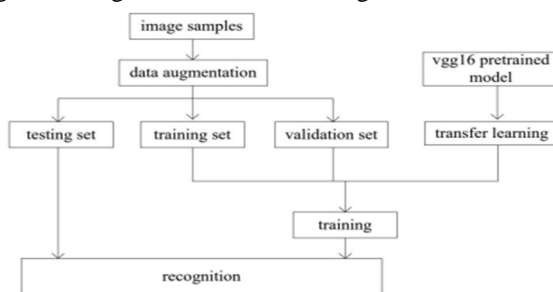 image samples
data augmentation
vgg16 pretrained
model
testing set
training set
validation set
transfer learning
training
recognition